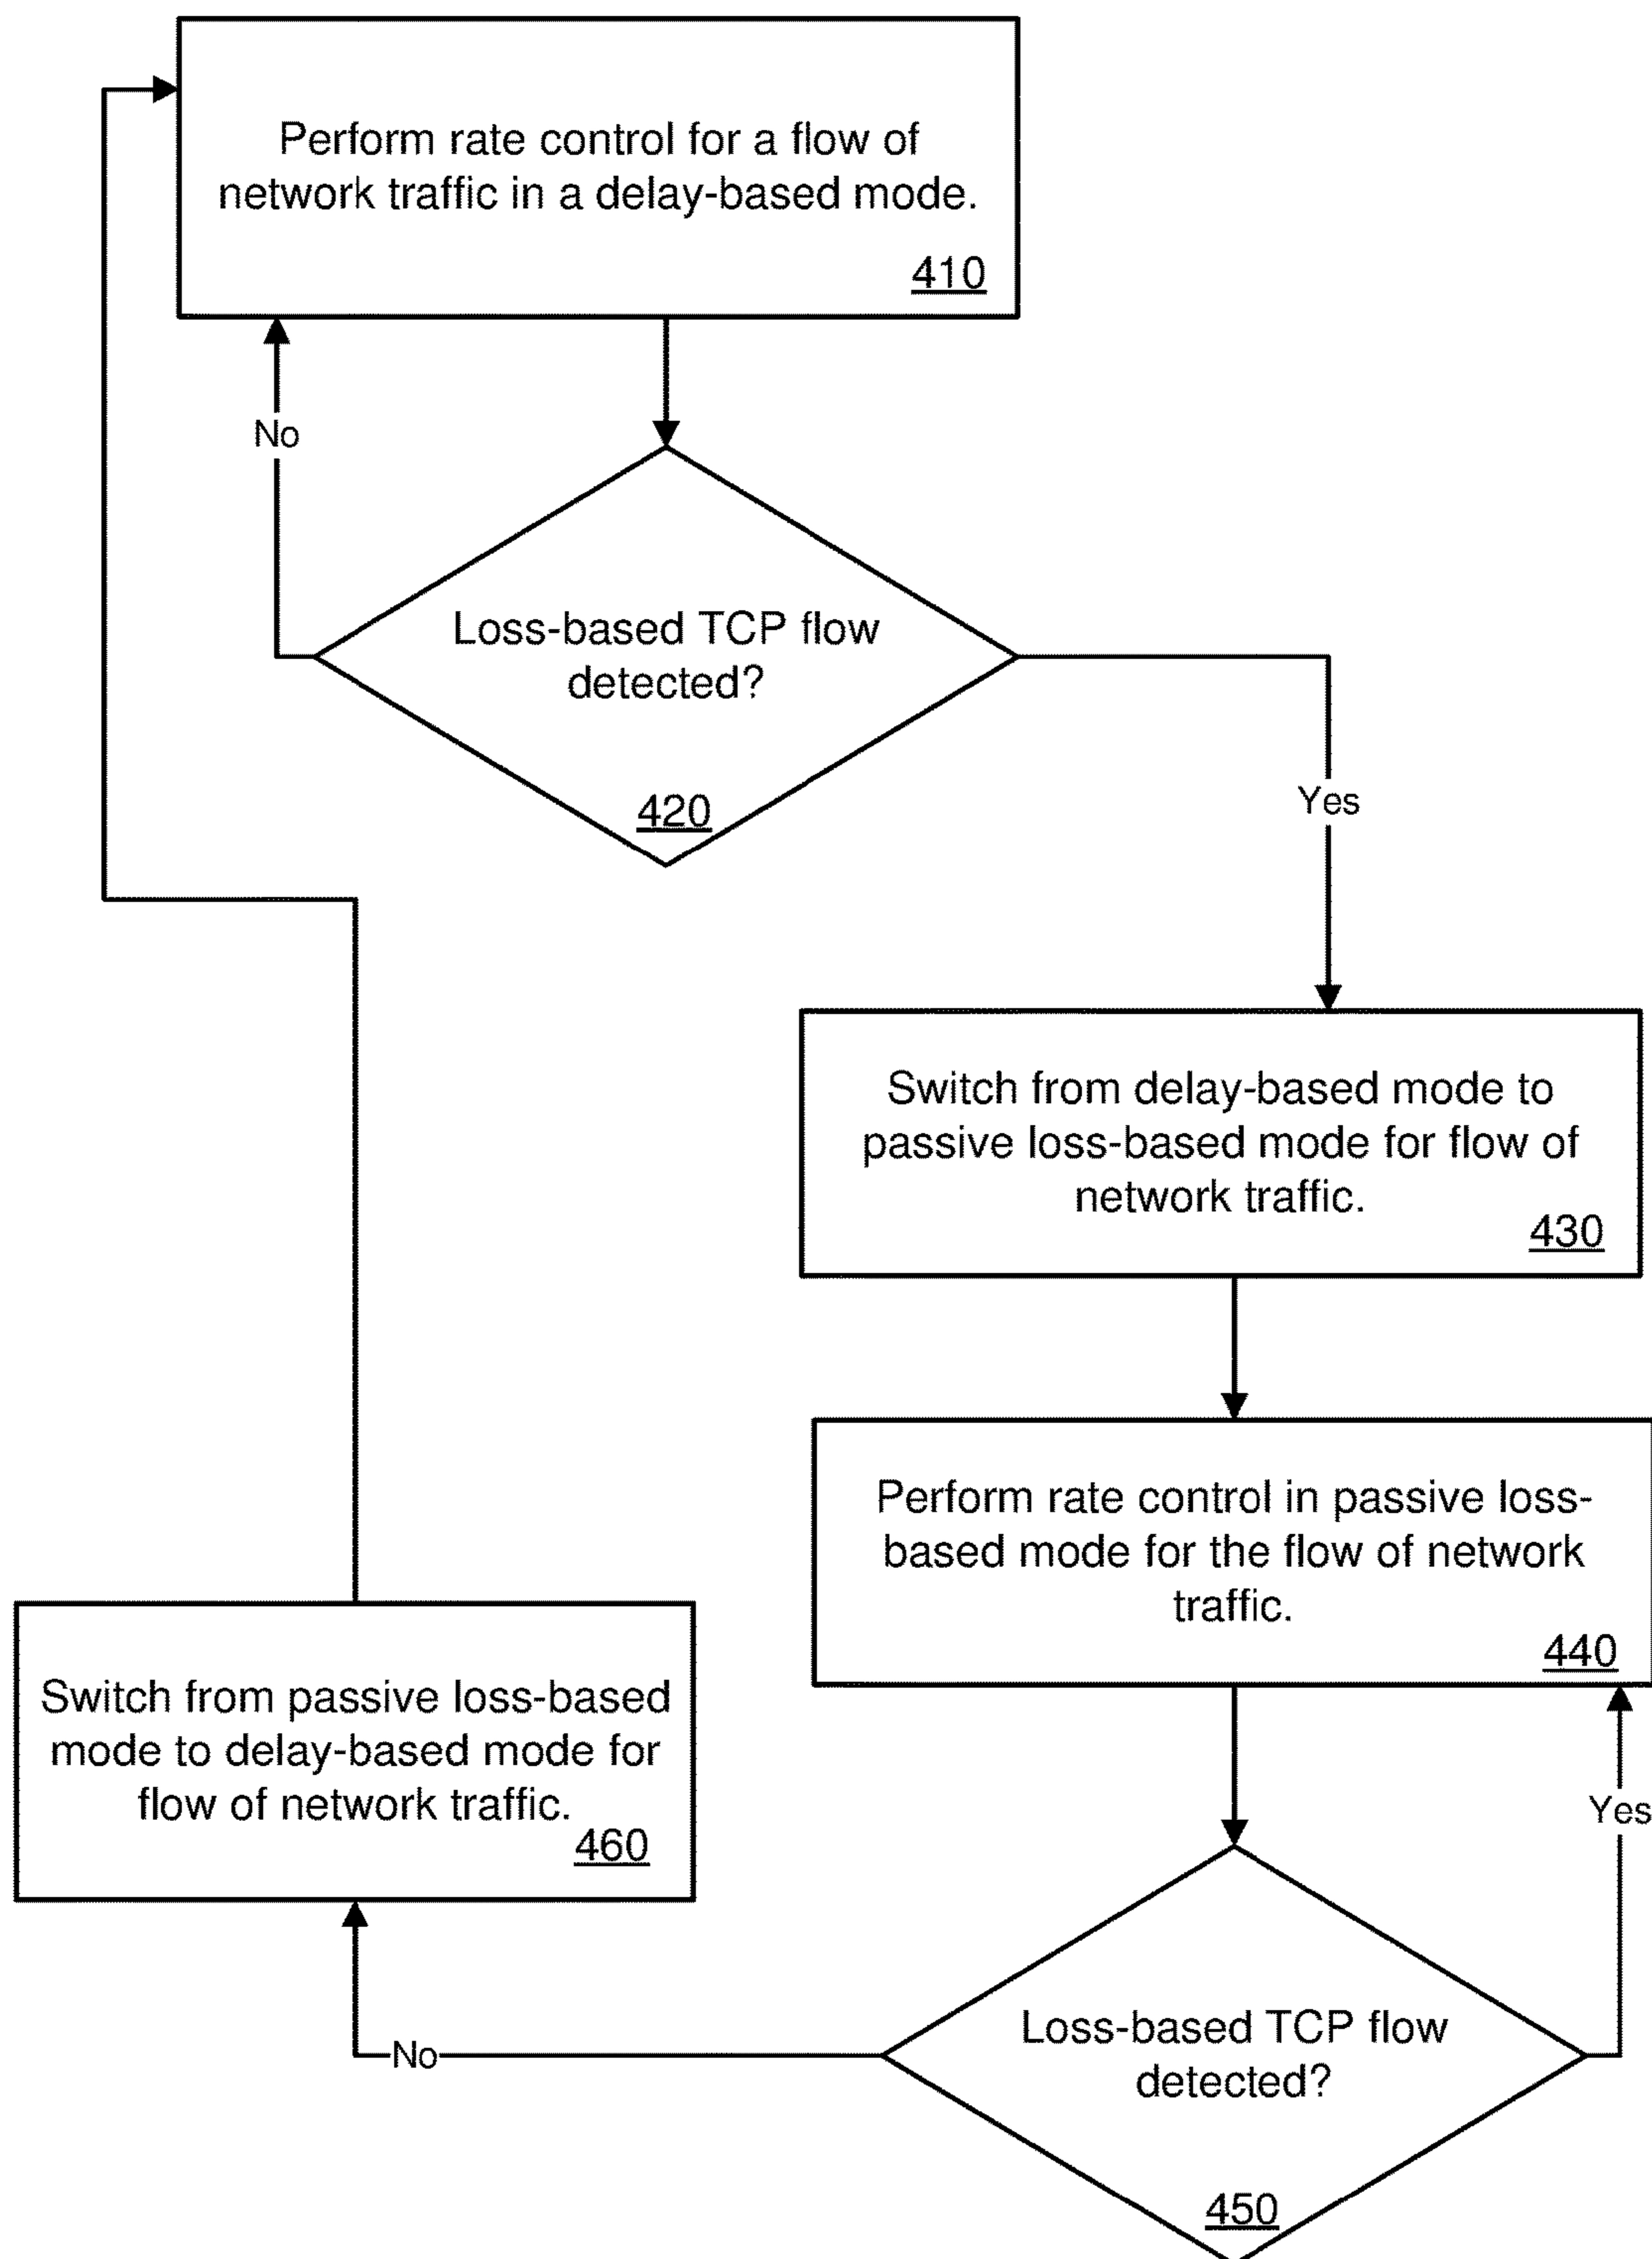 Perform rate control for a flow of
network traffic in a delay-based mode.
410
No
Loss-based TCP flow
detected?
420
Yes
Switch from delay-based mode to
passive loss-based mode for flow of
network traffic.
430
Perform rate control in passive loss-
based mode for the flow of network
traffic.
440
Switch from passive loss-based
mode to delay-based mode for
flow of network traffic.
460
Yes
No
Loss-based TCP flow
detected?
450